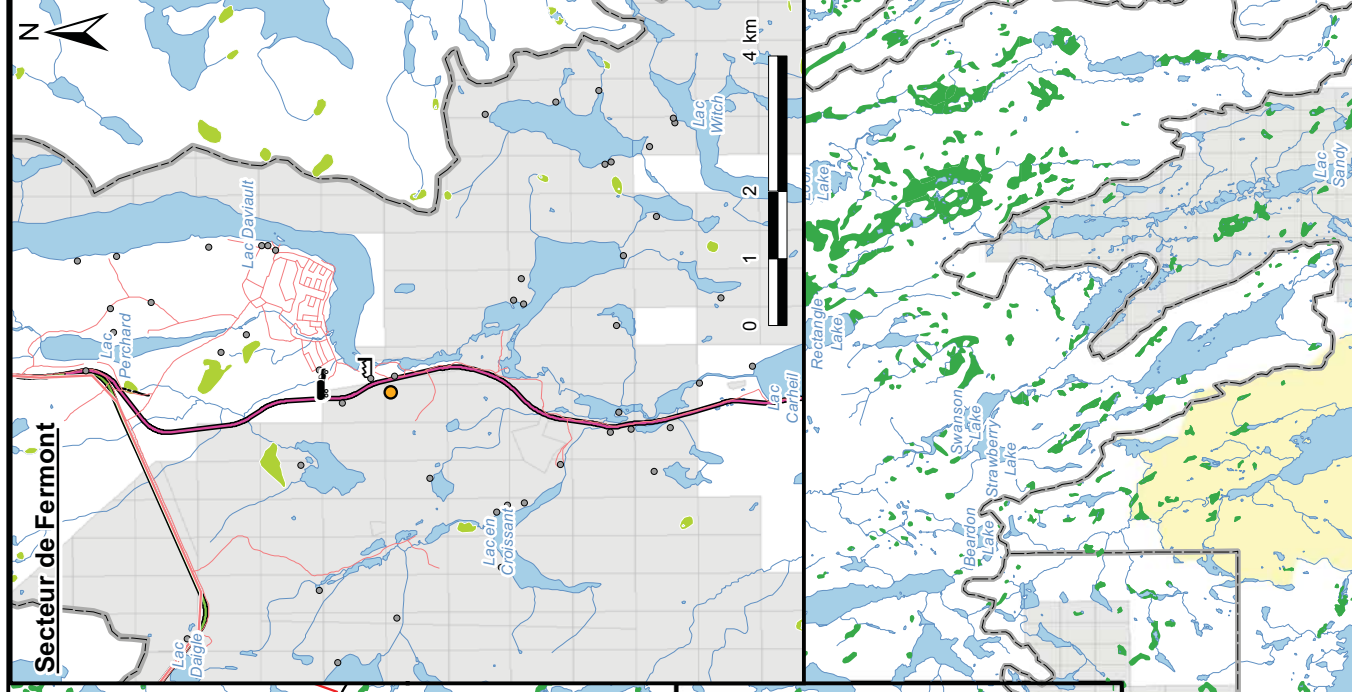 Secteur de Fermont
N
Lac
Daigle
Lac
Perchard
Lac Daviault
Lac en
Croissant
Lac
Witch
Lac
Carheil
0
1
2
4 km
Rectangle
Lake
Swanson
Lake
Strawberry
Lake
Beardon
Lake
Lake
Lac
Sandy